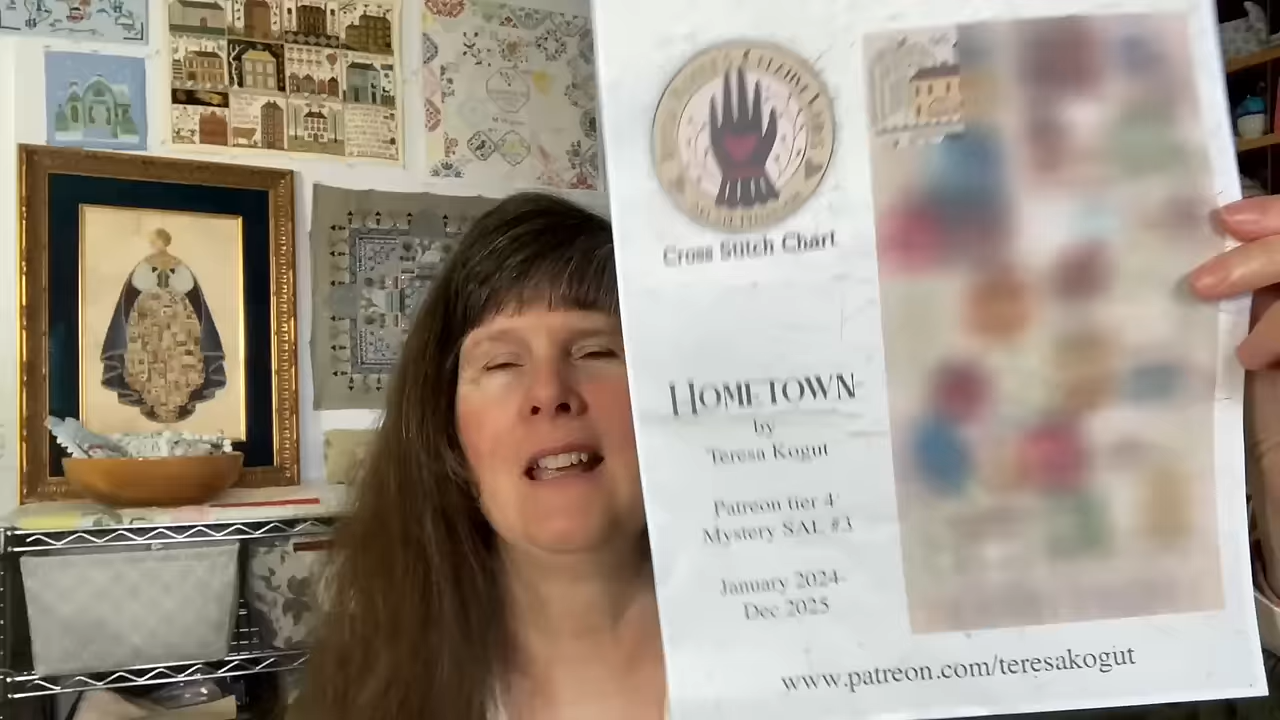 Cross Stitch Chart
HOMETOWN
by
Teresa Kogut
Patreon tier 4
Mystery SAL #3
January 2024-
Dec 2025
www.patreon.com/teresakogut